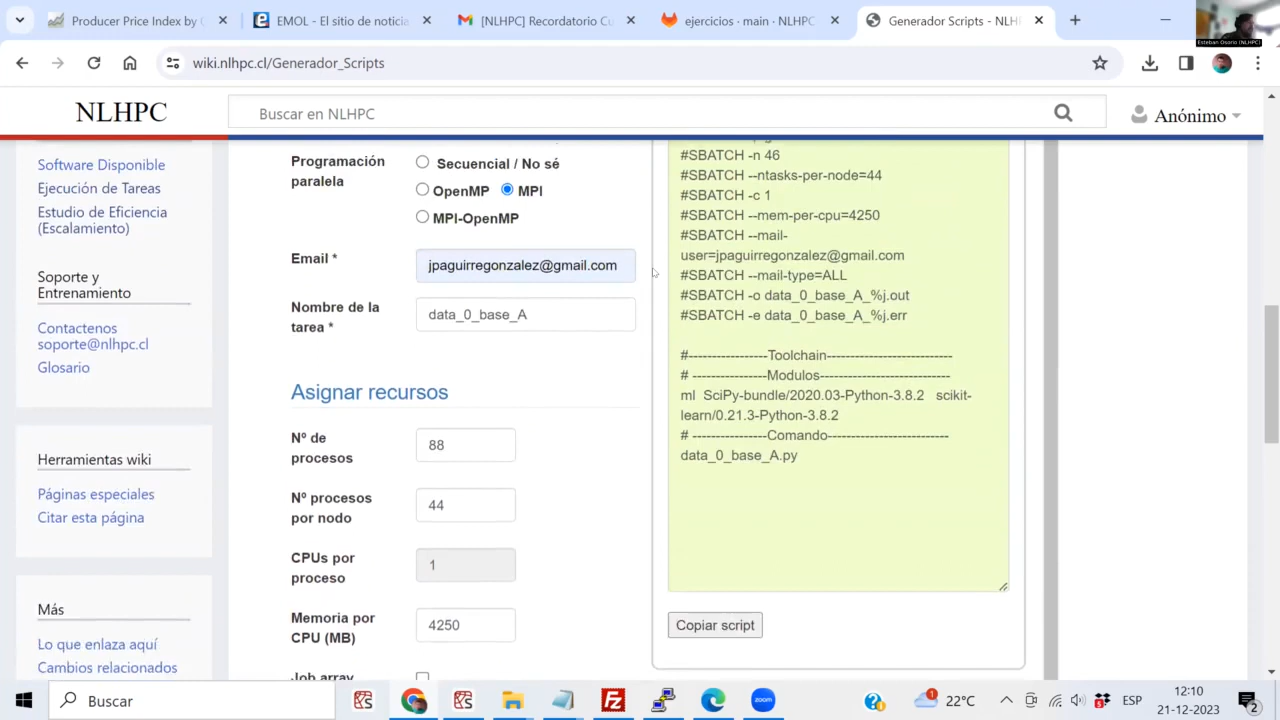 Producer Price Index by C
EMOL - El sitio de noticia
[NLHPC] Recordatorio Cu
ejercicios · main · NLHPC
Generador Scripts - NLH
Esteban Osorio [NLHPC]
wiki.nlhpc.cl/Generador_Scripts
NLHPC
Buscar en NLHPC
Anónimo
Software Disponible
Ejecución de Tareas
Estudio de Eficiencia
(Escalamiento)
Soporte y
Entrenamiento
Contactenos
soporte@nlhpc.cl
Glosario
Herramientas wiki
Páginas especiales
Citar esta página
Más
Lo que enlaza aquí
Cambios relacionados
Programación
paralela
Secuencial / No sé
OpenMP
MPI
MPI-OpenMP
Email *
jpaguirregonzalez@gmail.com
Nombre de la
tarea *
data_0_base_A
Asignar recursos
Nº de
procesos
88
Nº procesos
por nodo
44
CPUs por
proceso
1
Memoria por
CPU (MB)
4250
Job array
#SBATCH -n 46
#SBATCH --ntasks-per-node=44
#SBATCH -c 1
#SBATCH --mem-per-cpu=4250
#SBATCH --mail-
user=jpaguirregonzalez@gmail.com
#SBATCH --mail-type=ALL
#SBATCH -o data_0_base_A_%j.out
#SBATCH -e data_0_base_A_%j.err
#-----------------Toolchain---------------------------
# ----------------Modulos----------------------------
ml SciPy-bundle/2020.03-Python-3.8.2 scikit-
learn/0.21.3-Python-3.8.2
# ----------------Comando--------------------------
data_0_base_A.py
Copiar script
Buscar
zoom
1
22°C
ESP
12:10
21-12-2023
2